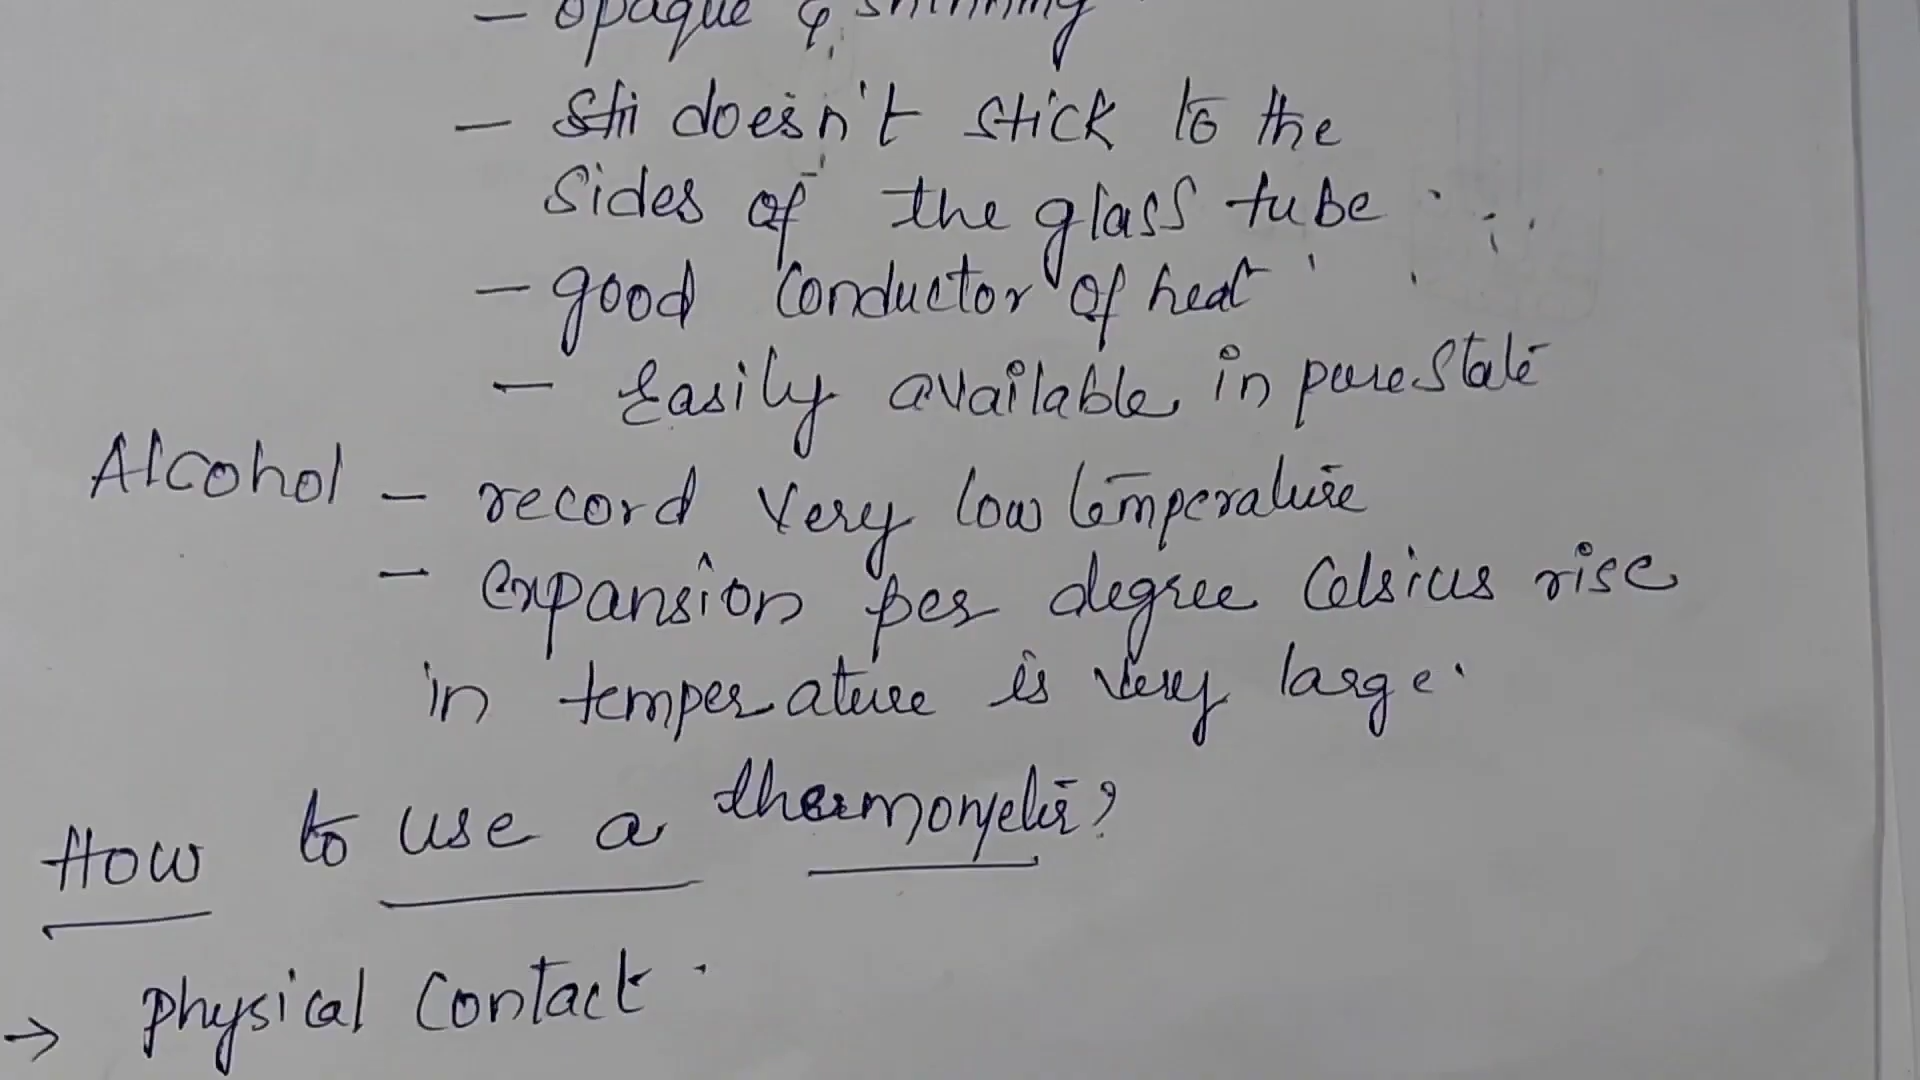 - opaque & shinning
- doesn't stick to the
sides of the glass tube.
- good conductor of heat
- Easily available in pure state
Alcohol - record very low temperature
- expansion per degree Celsius rise
in temperature is very large.
How to use a thermometer?
→ Physical Contact.